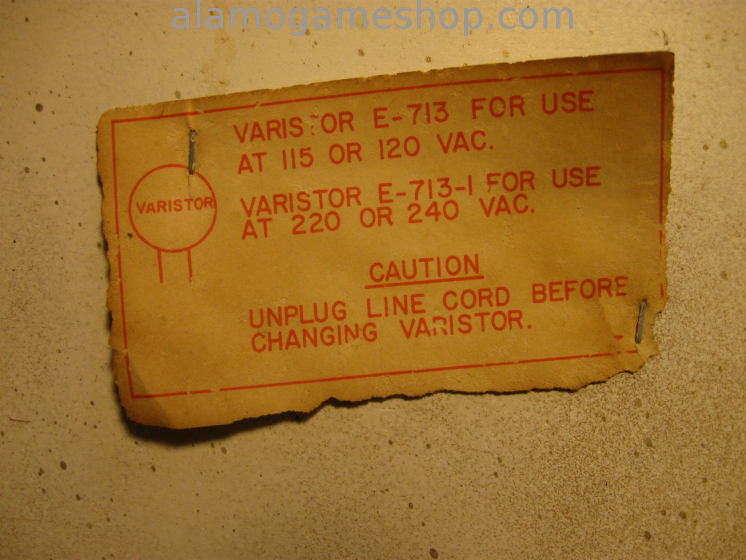 alamogameshop.com
VARISTOR E-713 FOR USE
AT 115 OR 120 VAC.
VARISTOR
VARISTOR E-713-1 FOR USE
AT 220 OR 240 VAC.
CAUTION
UNPLUG LINE CORD BEFORE
CHANGING VARISTOR.